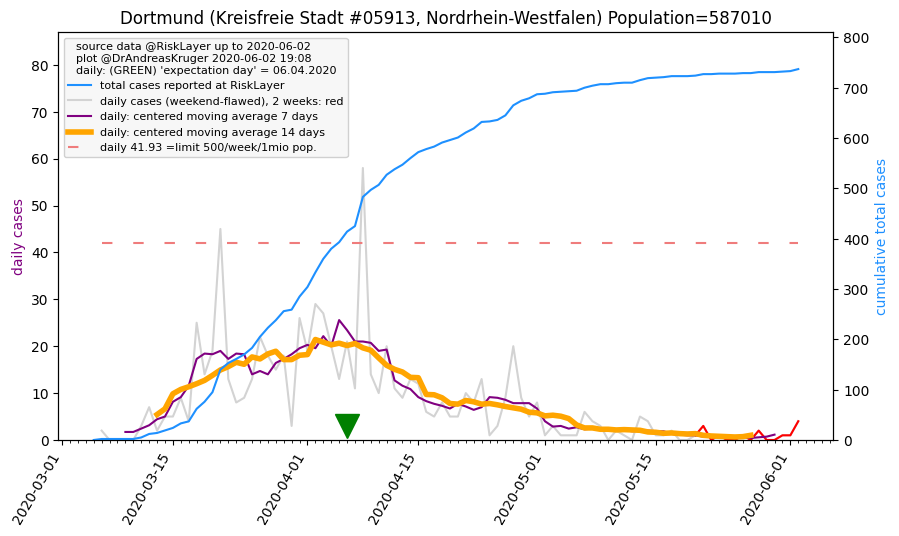 Dortmund (Kreisfreie Stadt #05913, Nordrhein-Westfalen) Population=587010
source data @RiskLayer up to 2020-06-02
plot @DrAndreasKruger 2020-06-02 19:08
daily: (GREEN) 'expectation day' = 06.04.2020
total cases reported at RiskLayer
daily cases (weekend-flawed), 2 weeks: red
daily: centered moving average 7 days
daily: centered moving average 14 days
daily 41.93 =limit 500/week/1mio pop.
daily cases
80
70
60
50
40
30
20
10
0
cumulative total cases
800
700
600
500
400
300
200
100
0
2020-03-01
2020-03-15
2020-04-01
2020-04-15
2020-05-01
2020-05-15
2020-06-01